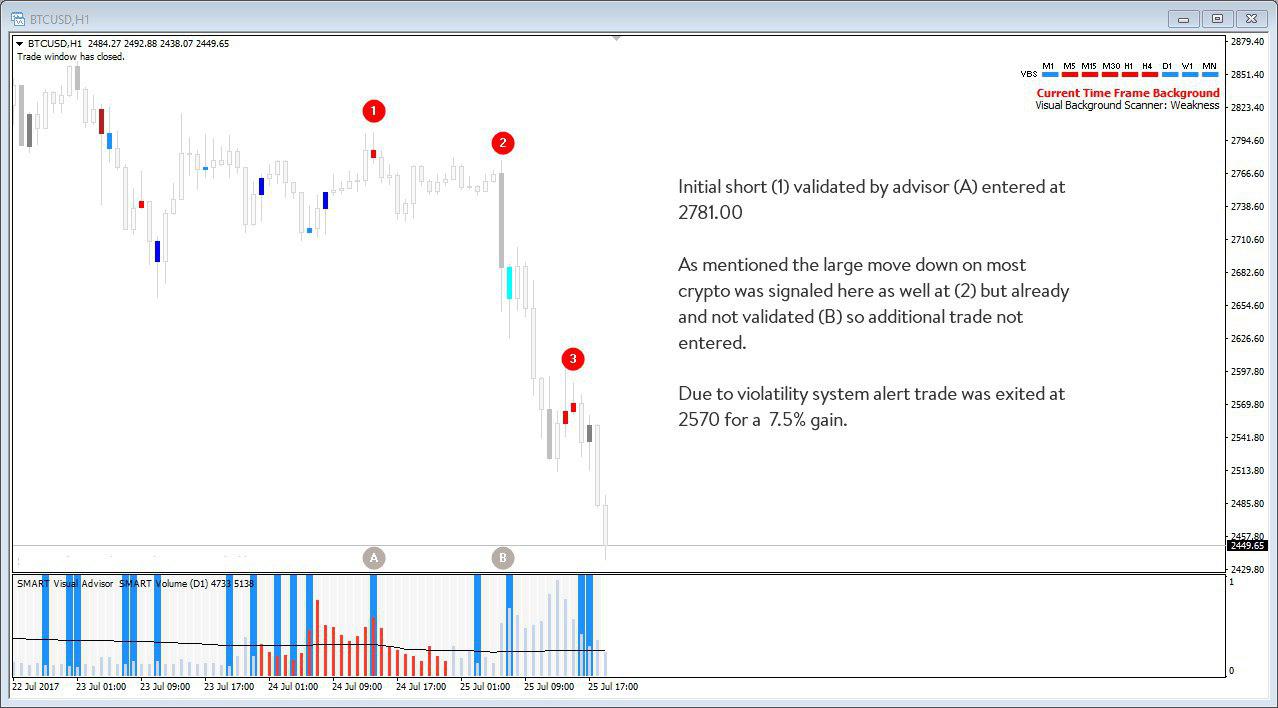 BTCUSD,H1
BTCUSD,H1 2484.27 2492.88 2438.07 2449.65
Trade window has closed.
M1 M5 M15 M30 H1 H4 D1 W1 MN
VBS
Current Time Frame Background
Visual Background Scanner: Weakness
1
2
3
Initial short (1) validated by advisor (A) entered at
2781.00
As mentioned the large move down on most
crypto was signaled here as well at (2) but already
and not validated (B) so additional trade not
entered.
Due to violatility system alert trade was exited at
2570 for a 7.5% gain.
2879.40
2851.40
2823.40
2794.60
2766.60
2738.60
2710.60
2682.60
2654.60
2626.60
2597.80
2569.80
2541.80
2513.80
2485.80
2457.80
2449.65
2429.80
A
B
SMART Visual Advisor SMART Volume (D1) 4733 5138
1
0
22 Jul 2017
23 Jul 01:00
23 Jul 09:00
23 Jul 17:00
24 Jul 01:00
24 Jul 09:00
24 Jul 17:00
25 Jul 01:00
25 Jul 09:00
25 Jul 17:00